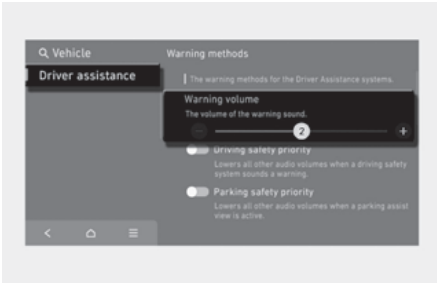 Vehicle
Driver assistance
Warning methods
The warning methods for the Driver Assistance systems.
Warning volume
The volume of the warning sound.
2
Driving safety priority
Lowers all other audio volumes when a driving safety
system sounds a warning.
Parking safety priority
Lowers all other audio volumes when a parking assist
view is active.